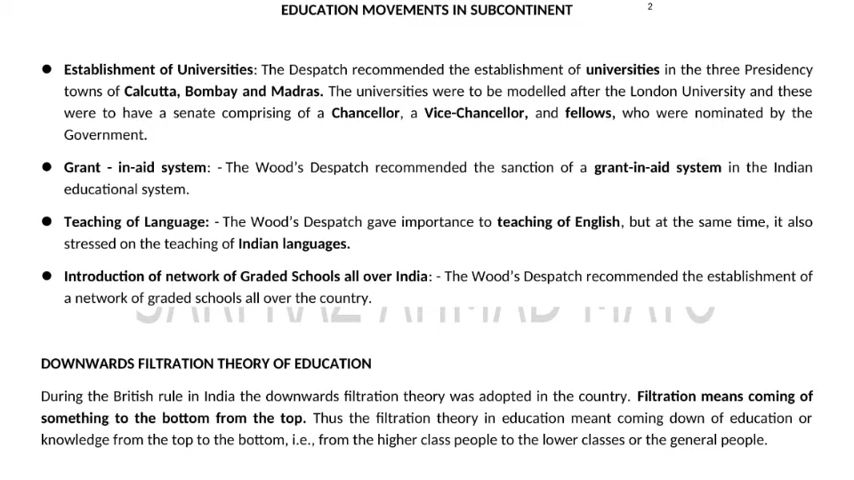 EDUCATION MOVEMENTS IN SUBCONTINENT 2
● Establishment of Universities: The Despatch recommended the establishment of universities in the three Presidency
towns of Calcutta, Bombay and Madras. The universities were to be modelled after the London University and these
were to have a senate comprising of a Chancellor, a Vice-Chancellor, and fellows, who were nominated by the
Government.
● Grant - in-aid system: - The Wood's Despatch recommended the sanction of a grant-in-aid system in the Indian
educational system.
● Teaching of Language: - The Wood's Despatch gave importance to teaching of English, but at the same time, it also
stressed on the teaching of Indian languages.
● Introduction of network of Graded Schools all over India: - The Wood's Despatch recommended the establishment of
a network of graded schools all over the country.
DOWNWARDS FILTRATION THEORY OF EDUCATION
During the British rule in India the downwards filtration theory was adopted in the country. Filtration means coming of
something to the bottom from the top. Thus the filtration theory in education meant coming down of education or
knowledge from the top to the bottom, i.e., from the higher class people to the lower classes or the general people.